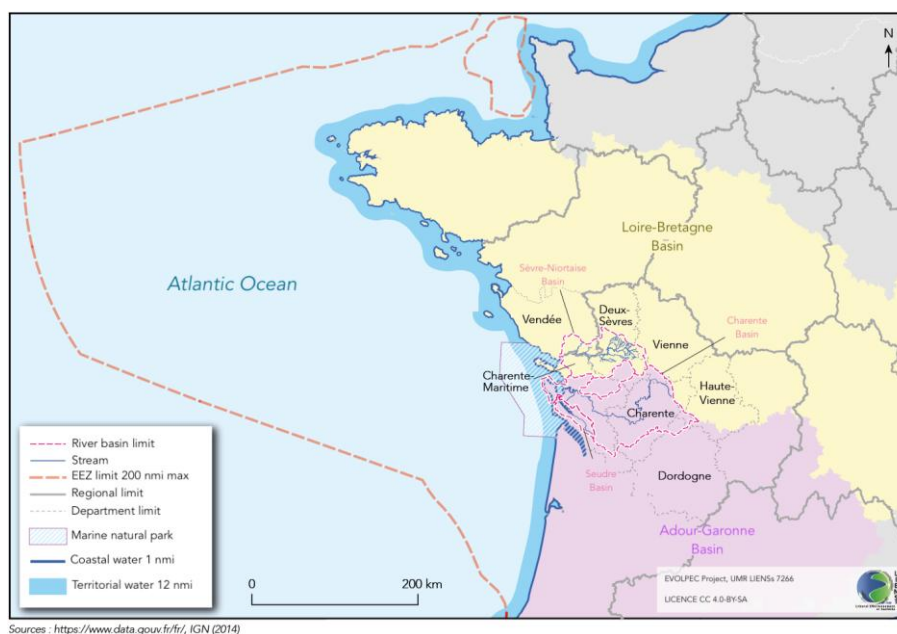 N
Loire-Bretagne
Basin
Sèvre-Niortaise
Basin
Atlantic Ocean
Deux-
Sèvres
Vendée
Charente
Basin
Vienne
Charente-
Maritime
Haute-
Vienne
Charente
River basin limit
Stream
EEZ limit 200 nmi max
Regional limit
Department limit
Marine natural park
Coastal water 1 nmi
Territorial water 12 nmi
Seudre
Basin
Dordogne
Adour-Garonne
Basin
0
200 km
EVOLPEC Project, UMR LIENSs 7266
LICENCE CC 4.0-BY-SA
Sources : https://www.data.gouv.fr/fr/, IGN (2014)